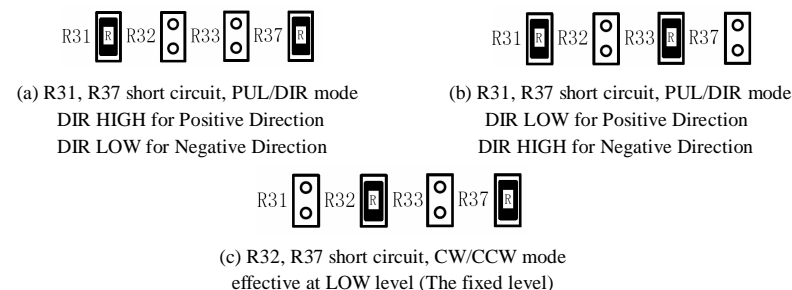 R31 R R32 R33 R37 R
(a) R31, R37 short circuit, PUL/DIR mode
DIR HIGH for Positive Direction
DIR LOW for Negative Direction
R31 R R32 R33 R R37
(b) R31, R37 short circuit, PUL/DIR mode
DIR LOW for Positive Direction
DIR HIGH for Negative Direction
R31 R32 R R33 R37 R
(c) R32, R37 short circuit, CW/CCW mode
effective at LOW level (The fixed level)